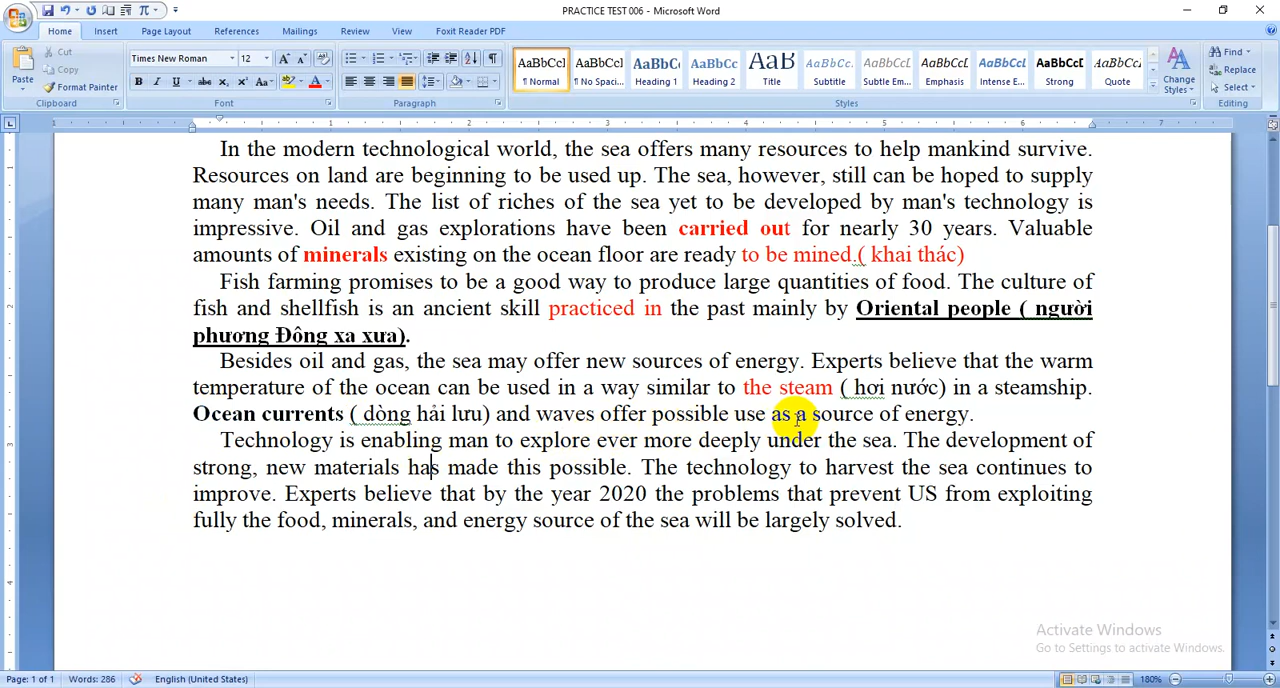 PRACTICE TEST 006 - Microsoft Word
Home Insert Page Layout References Mailings Review View Foxit Reader PDF
Cut
Copy
Format Painter
Paste
Clipboard
Times New Roman 12
Font
Paragraph
AaBbCcI AaBbCcI AaBbCc AaBbCc AaBb AaBbCc. AaBbCcL AaBbCcL AaBbCcL AaBbCcD AaBbCcL
¶ Normal ¶ No Spaci... Heading 1 Heading 2 Title Subtitle Subtle Em... Emphasis Intense E... Strong Quote
Change Styles
Styles
Find
Replace
Select
Editing
In the modern technological world, the sea offers many resources to help mankind survive.
Resources on land are beginning to be used up. The sea, however, still can be hoped to supply
many man's needs. The list of riches of the sea yet to be developed by man's technology is
impressive. Oil and gas explorations have been carried out for nearly 30 years. Valuable
amounts of minerals existing on the ocean floor are ready to be mined.( khai thác)
Fish farming promises to be a good way to produce large quantities of food. The culture of
fish and shellfish is an ancient skill practiced in the past mainly by Oriental people ( người
phương Đông xa xưa).
Besides oil and gas, the sea may offer new sources of energy. Experts believe that the warm
temperature of the ocean can be used in a way similar to the steam ( hơi nước) in a steamship.
Ocean currents ( dòng hải lưu) and waves offer possible use as a source of energy.
Technology is enabling man to explore ever more deeply under the sea. The development of
strong, new materials has made this possible. The technology to harvest the sea continues to
improve. Experts believe that by the year 2020 the problems that prevent US from exploiting
fully the food, minerals, and energy source of the sea will be largely solved.
Activate Windows
Go to Settings to activate Windows.
Page: 1 of 1 Words: 286 English (United States) 180%